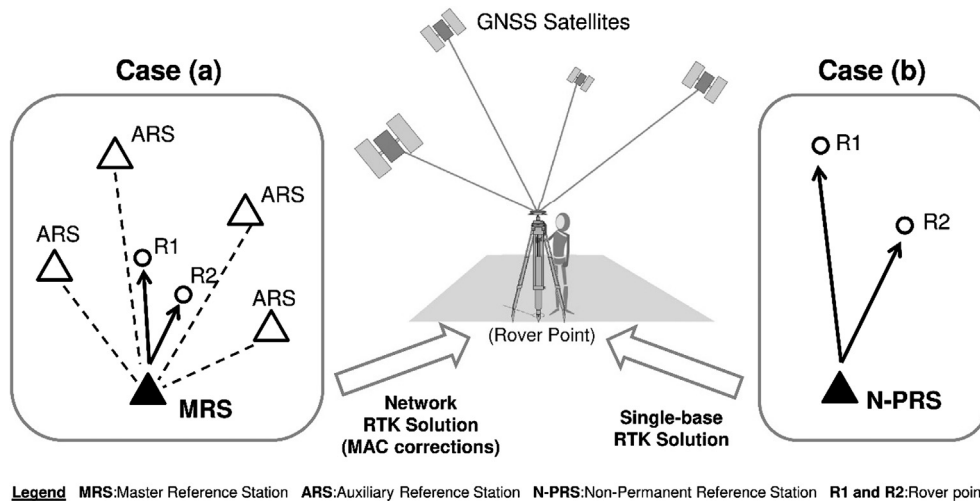 GNSS Satellites
Case (a)
ARS
ARS
ARS
ARS
R1
R2
MRS
(Rover Point)
Network
RTK Solution
(MAC corrections)
Single-base
RTK Solution
Case (b)
R1
R2
N-PRS
Legend MRS:Master Reference Station ARS:Auxiliary Reference Station N-PRS:Non-Permanent Reference Station R1 and R2:Rover poin